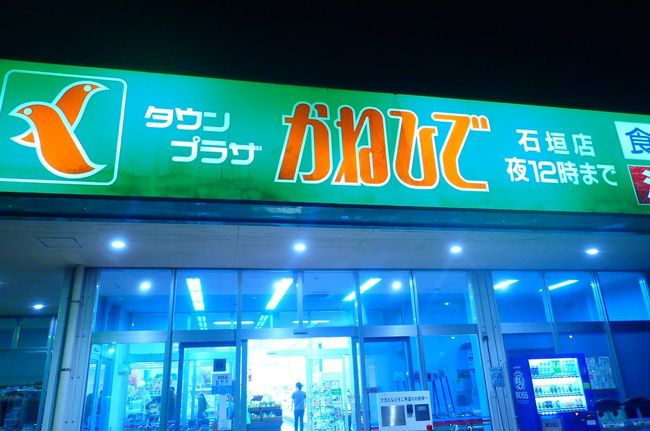 タウン
プラザ
かねひで
石垣店
夜12時まで
食
BOSS